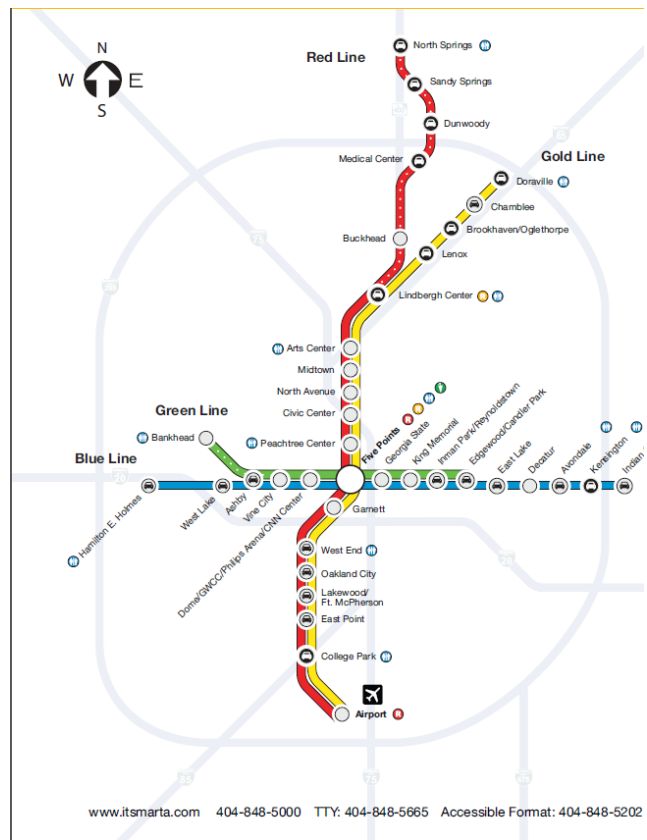 N
W E
S
Red Line
North Springs
Sandy Springs
Dunwoody
Medical Center
Gold Line
Doraville
Chamblee
Brookhaven/Oglethorpe
Buckhead
Lenox
Lindbergh Center
Arts Center
Midtown
North Avenue
Civic Center
Green Line
Bankhead
Peachtree Center
Five Points
Georgia State
King Memorial
Inman Park/Reynoldstown
Edgewood/Candler Park
East Lake
Decatur
Avondale
Kensington
Indian
Blue Line
Hamilton E. Holmes
West Lake
Ashby
Vine City
Dome/GWCC/Philips Arena/CNN Center
Garnett
West End
Oakland City
Lakewood/
Ft. McPherson
East Point
College Park
Airport
R
www.itsmarta.com 404-848-5000 TTY: 404-848-5665 Accessible Format: 404-848-5202